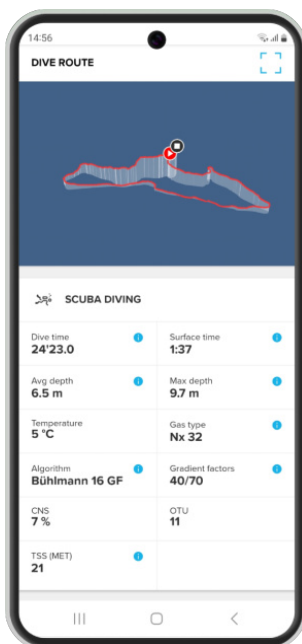 14:56
DIVE ROUTE
SCUBA DIVING
Dive time
24'23.0
Surface time
1:37
Avg depth
6.5 m
Max depth
9.7 m
Temperature
5 °C
Gas type
Nx 32
Algorithm
Bühlmann 16 GF
Gradient factors
40/70
CNS
7 %
OTU
11
TSS (MET)
21